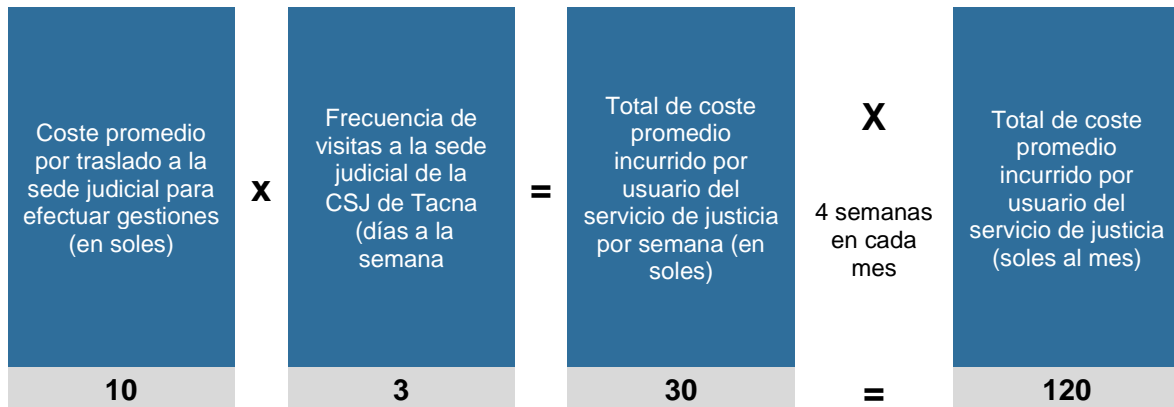 Coste promedio
por traslado a la
sede judicial para
efectuar gestiones
(en soles)
10
x
Frecuencia de
visitas a la sede
judicial de la
CSJ de Tacna
(días a la
semana
3
=
Total de coste
promedio
incurrido por
usuario del
servicio de justicia
por semana (en
soles)
30
X
4 semanas
en cada
mes
=
Total de coste
promedio
incurrido por
usuario del
servicio de justicia
(soles al mes)
120